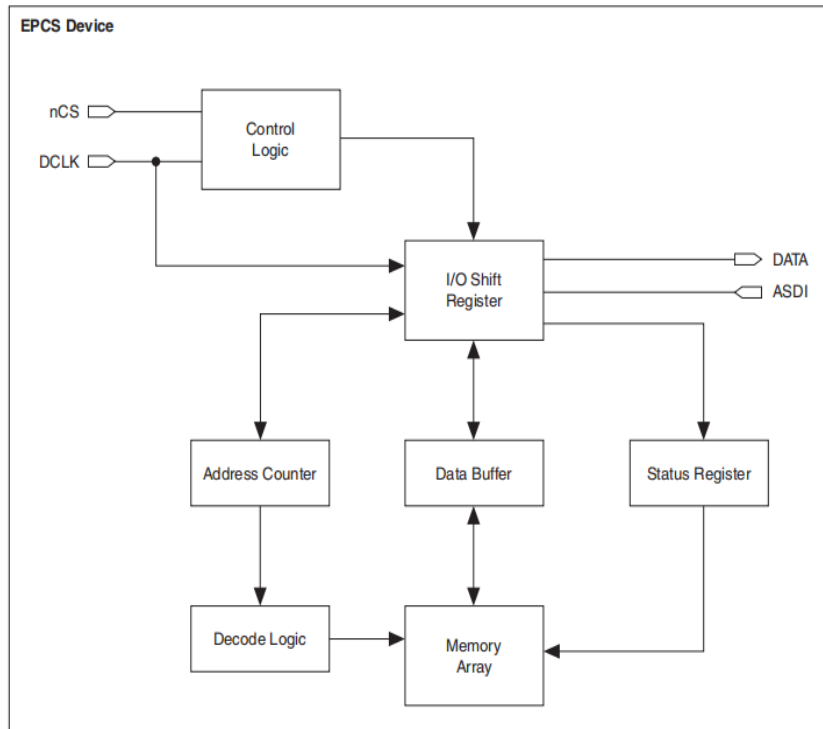 EPCS Device
nCS
Control
Logic
DCLK
I/O Shift
Register
DATA
ASDI
Address Counter
Data Buffer
Status Register
Decode Logic
Memory
Array